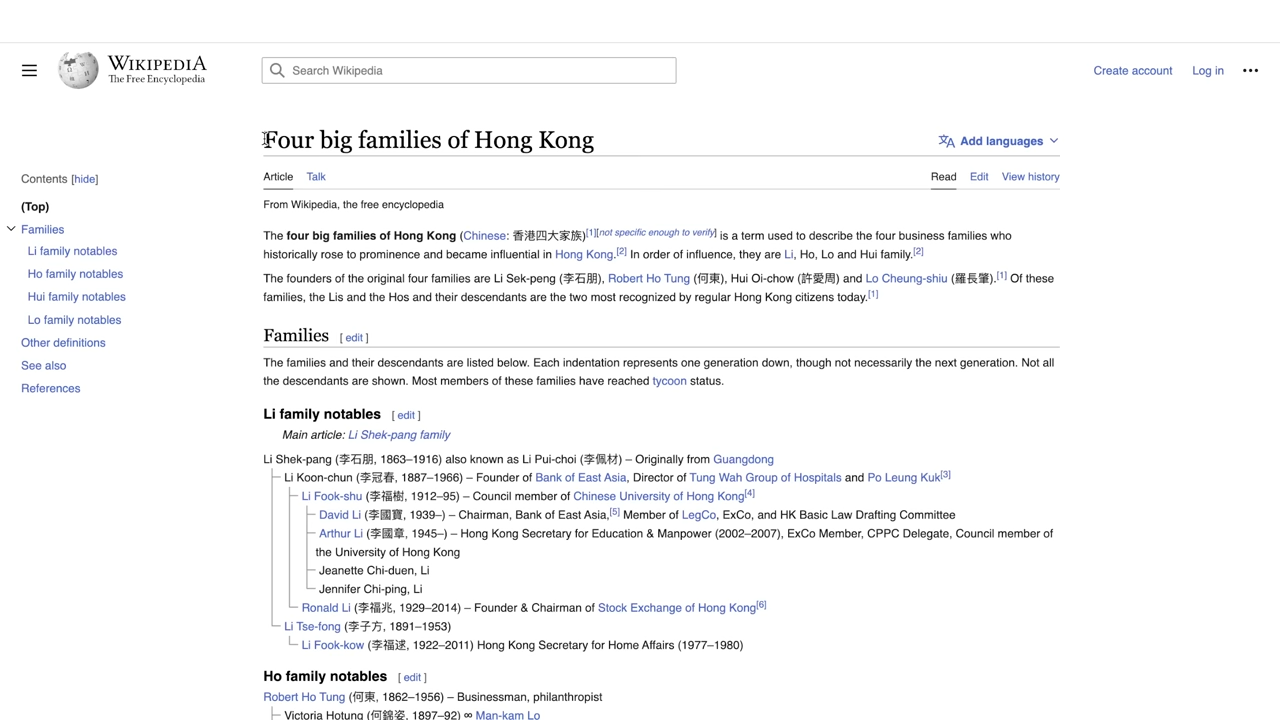 WIKIPEDIA
The Free Encyclopedia
Search Wikipedia
Create account
Log in
Four big families of Hong Kong
Add languages
Contents [hide]
(Top)
Families
Li family notables
Ho family notables
Hui family notables
Lo family notables
Other definitions
See also
References
Article
Talk
Read
Edit
View history
From Wikipedia, the free encyclopedia
The four big families of Hong Kong (Chinese: 香港四大家族)[1][not specific enough to verify] is a term used to describe the four business families who
historically rose to prominence and became influential in Hong Kong.[2] In order of influence, they are Li, Ho, Lo and Hui family.[2]
The founders of the original four families are Li Sek-peng (李石朋), Robert Ho Tung (何東), Hui Oi-chow (許愛周) and Lo Cheung-shiu (羅長肇).[1] Of these
families, the Lis and the Hos and their descendants are the two most recognized by regular Hong Kong citizens today.[1]
Families [ edit ]
The families and their descendants are listed below. Each indentation represents one generation down, though not necessarily the next generation. Not all
the descendants are shown. Most members of these families have reached tycoon status.
Li family notables [ edit ]
Main article: Li Shek-pang family
Li Shek-pang (李石朋, 1863–1916) also known as Li Pui-choi (李佩材) – Originally from Guangdong
Li Koon-chun (李冠春, 1887–1966) – Founder of Bank of East Asia, Director of Tung Wah Group of Hospitals and Po Leung Kuk[3]
Li Fook-shu (李福樹, 1912–95) – Council member of Chinese University of Hong Kong[4]
David Li (李國寶, 1939–) – Chairman, Bank of East Asia,[5] Member of LegCo, ExCo, and HK Basic Law Drafting Committee
Arthur Li (李國章, 1945–) – Hong Kong Secretary for Education & Manpower (2002–2007), ExCo Member, CPPC Delegate, Council member of
the University of Hong Kong
Jeanette Chi-duen, Li
Jennifer Chi-ping, Li
Ronald Li (李福兆, 1929–2014) – Founder & Chairman of Stock Exchange of Hong Kong[6]
Li Tse-fong (李子方, 1891–1953)
Li Fook-kow (李福逑, 1922–2011) Hong Kong Secretary for Home Affairs (1977–1980)
Ho family notables [ edit ]
Robert Ho Tung (何東, 1862–1956) – Businessman, philanthropist
Victoria Hotung (何錦姿, 1897–92) ∞ Man-kam Lo